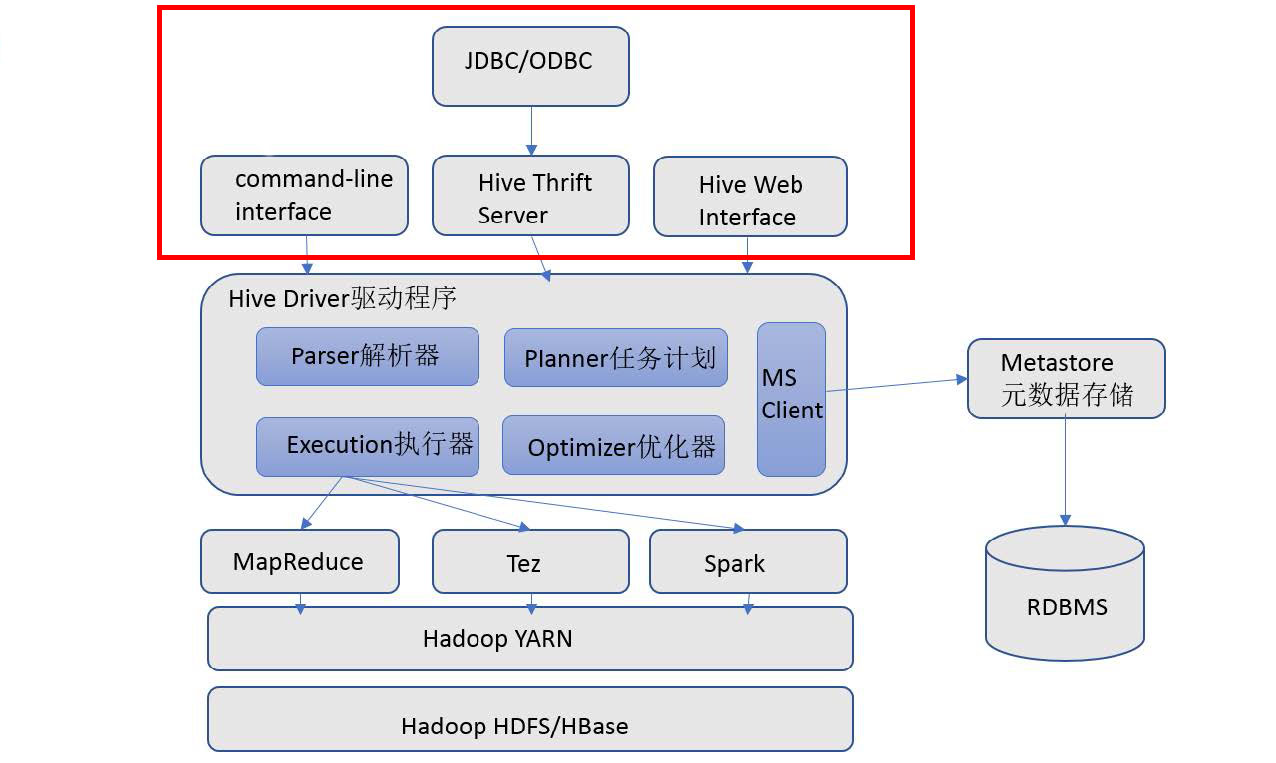 JDBC/ODBC
command-line
interface
Hive Thrift
Server
Hive Web
Interface
Hive Driver驱动程序
Parser解析器
Planner任务计划
MS
Client
Execution执行器
Optimizer优化器
Metastore
元数据存储
MapReduce
Tez
Spark
RDBMS
Hadoop YARN
Hadoop HDFS/HBase